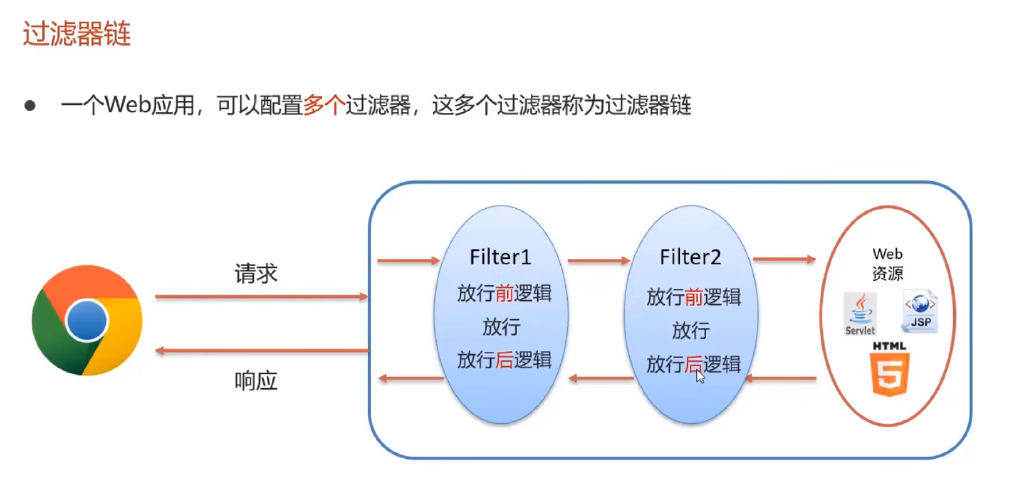 过滤器链
● 一个Web应用，可以配置多个过滤器，这多个过滤器称为过滤器链
请求
响应
Filter1
放行前逻辑
放行
放行后逻辑
Filter2
放行前逻辑
放行
放行后逻辑
Web
资源
Servlet
JSP
HTML
5